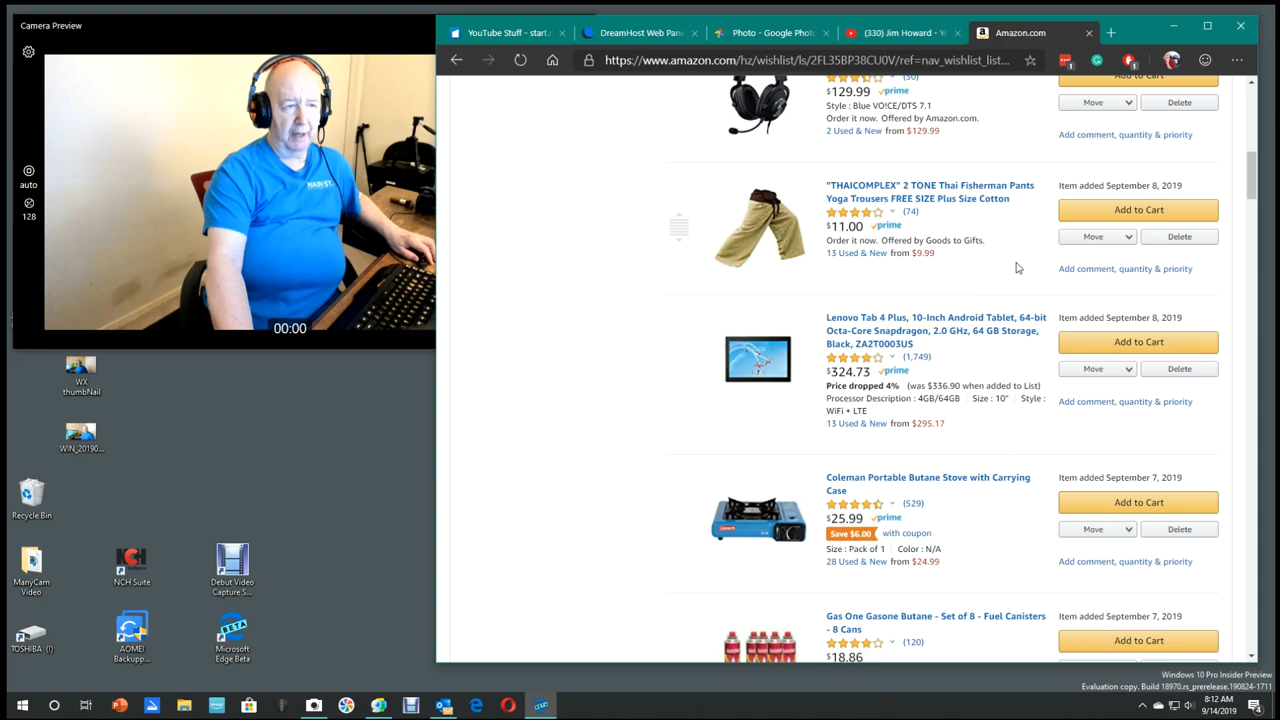 Camera Preview
YouTube Stuff - start.r
DreamHost Web Pane
Photo - Google Photo
(330) Jim Howard - Y
Amazon.com
https://www.amazon.com/hz/wishlist/ls/2FL35BP38CU0V/ref=nav_wishlist_list...
auto
128
MAIN ST.
00:00
(50)
$129.99 prime
Style : Blue VO!CE/DTS 7.1
Order it now. Offered by Amazon.com.
2 Used & New from $129.99
Add to Cart
Move
Delete
Add comment, quantity & priority
"THAICOMPLEX" 2 TONE Thai Fisherman Pants
Yoga Trousers FREE SIZE Plus Size Cotton
(74)
$11.00 prime
Order it now. Offered by Goods to Gifts.
13 Used & New from $9.99
Item added September 8, 2019
Add to Cart
Move
Delete
Add comment, quantity & priority
Lenovo Tab 4 Plus, 10-Inch Android Tablet, 64-bit
Octa-Core Snapdragon, 2.0 GHz, 64 GB Storage,
Black, ZA2T0003US
(1,749)
$324.73 prime
Price dropped 4% (was $336.90 when added to List)
Processor Description : 4GB/64GB | Size : 10" | Style :
WiFi + LTE
13 Used & New from $295.17
Item added September 8, 2019
Add to Cart
Move
Delete
Add comment, quantity & priority
Coleman Portable Butane Stove with Carrying
Case
(529)
$25.99 prime
Save $6.00 with coupon
Size : Pack of 1 | Color : N/A
28 Used & New from $24.99
Item added September 7, 2019
Add to Cart
Move
Delete
Add comment, quantity & priority
Gas One Gasone Butane - Set of 8 - Fuel Canisters
- 8 Cans
(120)
$18.86
Item added September 7, 2019
Add to Cart
WX
thumbNail
WIN_20190...
Recycle Bin
ManyCam
Video
NCH Suite
Debut Video
Capture S...
TOSHIBA (I)
AOMEI
Backupp...
Microsoft
Edge Beta
BETA
Windows 10 Pro Insider Preview
Evaluation copy. Build 18970.rs_prerelease.190824-1711
8:12 AM
9/14/2019
4